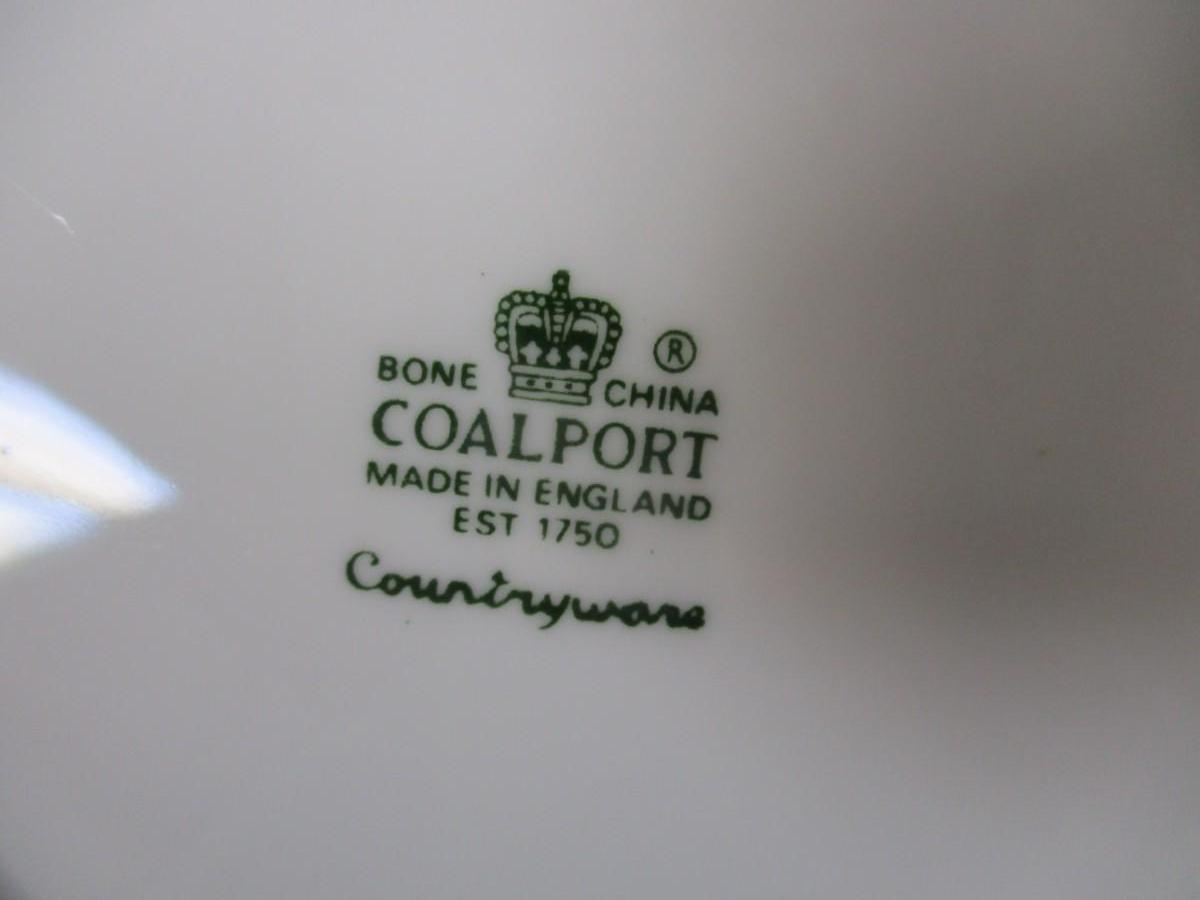 BONE CHINA ®
COALPORT
MADE IN ENGLAND
EST 1750
Countryware